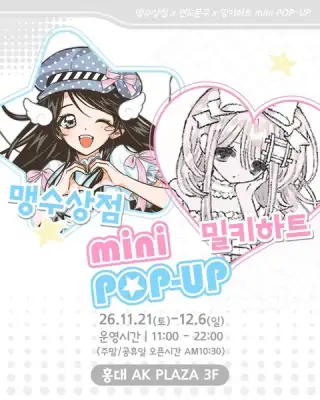 맹수상점 x 연도문구 x 밀키하트 mini POP-UP
맹수상점
밀키하트
mini
POP-UP
26.11.21(토)-12.6(일)
운영시간 | 11:00 - 22:00
(주말/공휴일 오픈시간 AM10:30)
홍대 AK PLAZA 3F